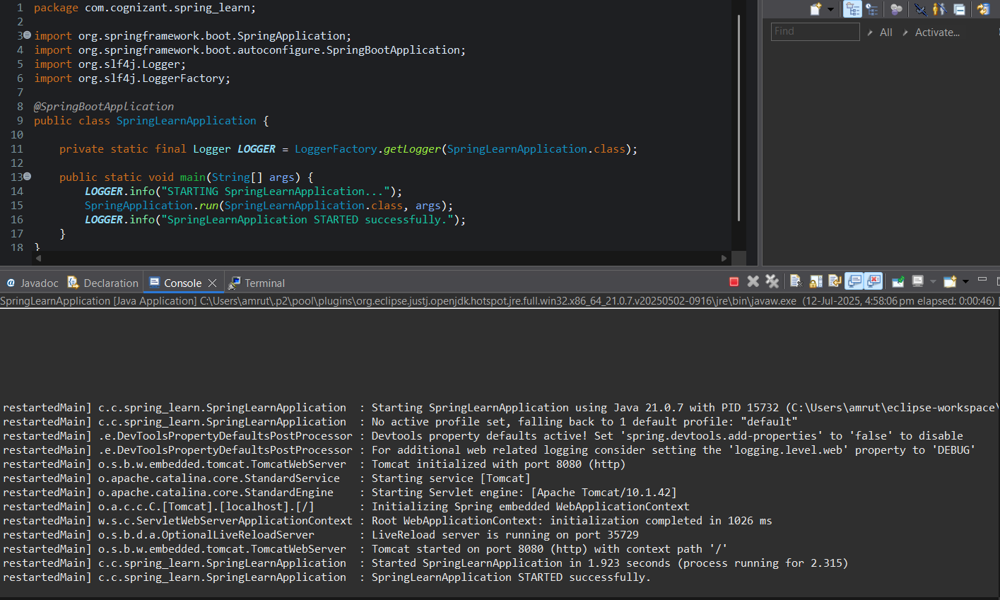 1 package com.cognizant.spring_learn;
2
3 import org.springframework.boot.SpringApplication;
4 import org.springframework.boot.autoconfigure.SpringBootApplication;
5 import org.slf4j.Logger;
6 import org.slf4j.LoggerFactory;
7
8 @SpringBootApplication
9 public class SpringLearnApplication {
10
11 private static final Logger LOGGER = LoggerFactory.getLogger(SpringLearnApplication.class);
12
13 public static void main(String[] args) {
14 LOGGER.info("STARTING SpringLearnApplication...");
15 SpringApplication.run(SpringLearnApplication.class, args);
16 LOGGER.info("SpringLearnApplication STARTED successfully.");
17 }
18 }
Find All Activate...
Javadoc Declaration Console Terminal
SpringLearnApplication [Java Application] C:\Users\amrut\.p2\pool\plugins\org.eclipse.justj.openjdk.hotspot.jre.full.win32.x86_64_21.0.7.v20250502-0916\jre\bin\javaw.exe (12-Jul-2025, 4:58:06 pm elapsed: 0:00:46) [
restartedMain] c.c.spring_learn.SpringLearnApplication : Starting SpringLearnApplication using Java 21.0.7 with PID 15732 (C:\Users\amrut\eclipse-workspace\
restartedMain] c.c.spring_learn.SpringLearnApplication : No active profile set, falling back to 1 default profile: "default"
restartedMain] .e.DevToolsPropertyDefaultsPostProcessor : Devtools property defaults active! Set 'spring.devtools.add-properties' to 'false' to disable
restartedMain] .e.DevToolsPropertyDefaultsPostProcessor : For additional web related logging consider setting the 'logging.level.web' property to 'DEBUG'
restartedMain] o.s.b.w.embedded.tomcat.TomcatWebServer : Tomcat initialized with port 8080 (http)
restartedMain] o.apache.catalina.core.StandardService : Starting service [Tomcat]
restartedMain] o.apache.catalina.core.StandardEngine : Starting Servlet engine: [Apache Tomcat/10.1.42]
restartedMain] o.a.c.c.C.[Tomcat].[localhost].[/] : Initializing Spring embedded WebApplicationContext
restartedMain] w.s.c.ServletWebServerApplicationContext : Root WebApplicationContext: initialization completed in 1026 ms
restartedMain] o.s.b.d.a.OptionalLiveReloadServer : LiveReload server is running on port 35729
restartedMain] o.s.b.w.embedded.tomcat.TomcatWebServer : Tomcat started on port 8080 (http) with context path '/'
restartedMain] c.c.spring_learn.SpringLearnApplication : Started SpringLearnApplication in 1.923 seconds (process running for 2.315)
restartedMain] c.c.spring_learn.SpringLearnApplication : SpringLearnApplication STARTED successfully.